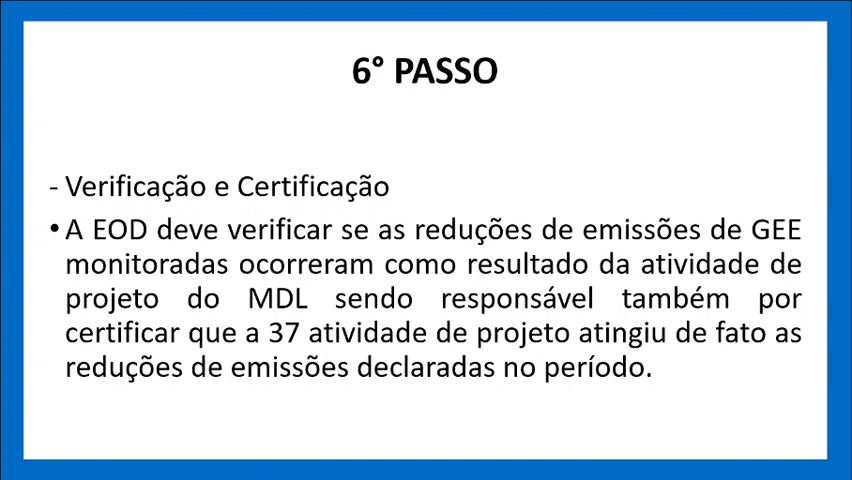 6° PASSO
- Verificação e Certificação
• A EOD deve verificar se as reduções de emissões de GEE
monitoradas ocorreram como resultado da atividade de
projeto do MDL sendo responsável também por
certificar que a 37 atividade de projeto atingiu de fato as
reduções de emissões declaradas no período.